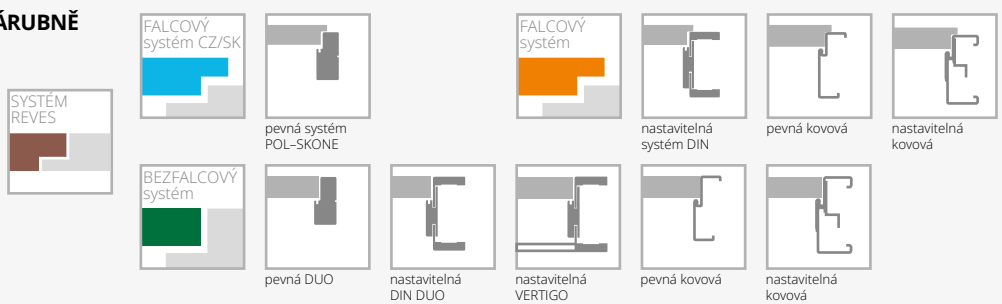 ÁRUBNĚ
SYSTÉM
REVES
FALCOVÝ
systém CZ/SK
pevná systém
POL–SKONE
FALCOVÝ
systém
nastavitelná
systém DIN
pevná kovová
nastavitelná
kovová
BEZFALCOVÝ
systém
pevná DUO
nastavitelná
DIN DUO
nastavitelná
VERTIGO
pevná kovová
nastavitelná
kovová